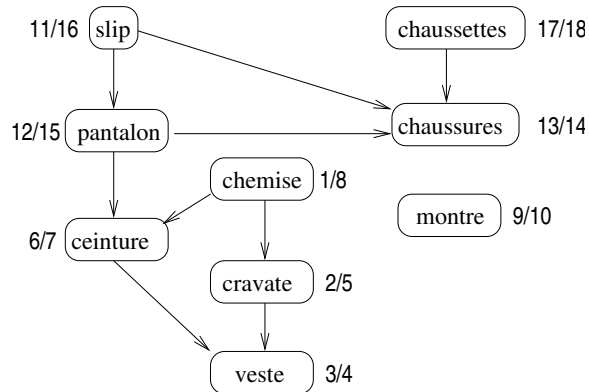 11/16 slip chaussettes 17/18
12/15 pantalon chaussures 13/14
chemise 1/8
montre 9/10
6/7 ceinture
cravate 2/5
veste 3/4